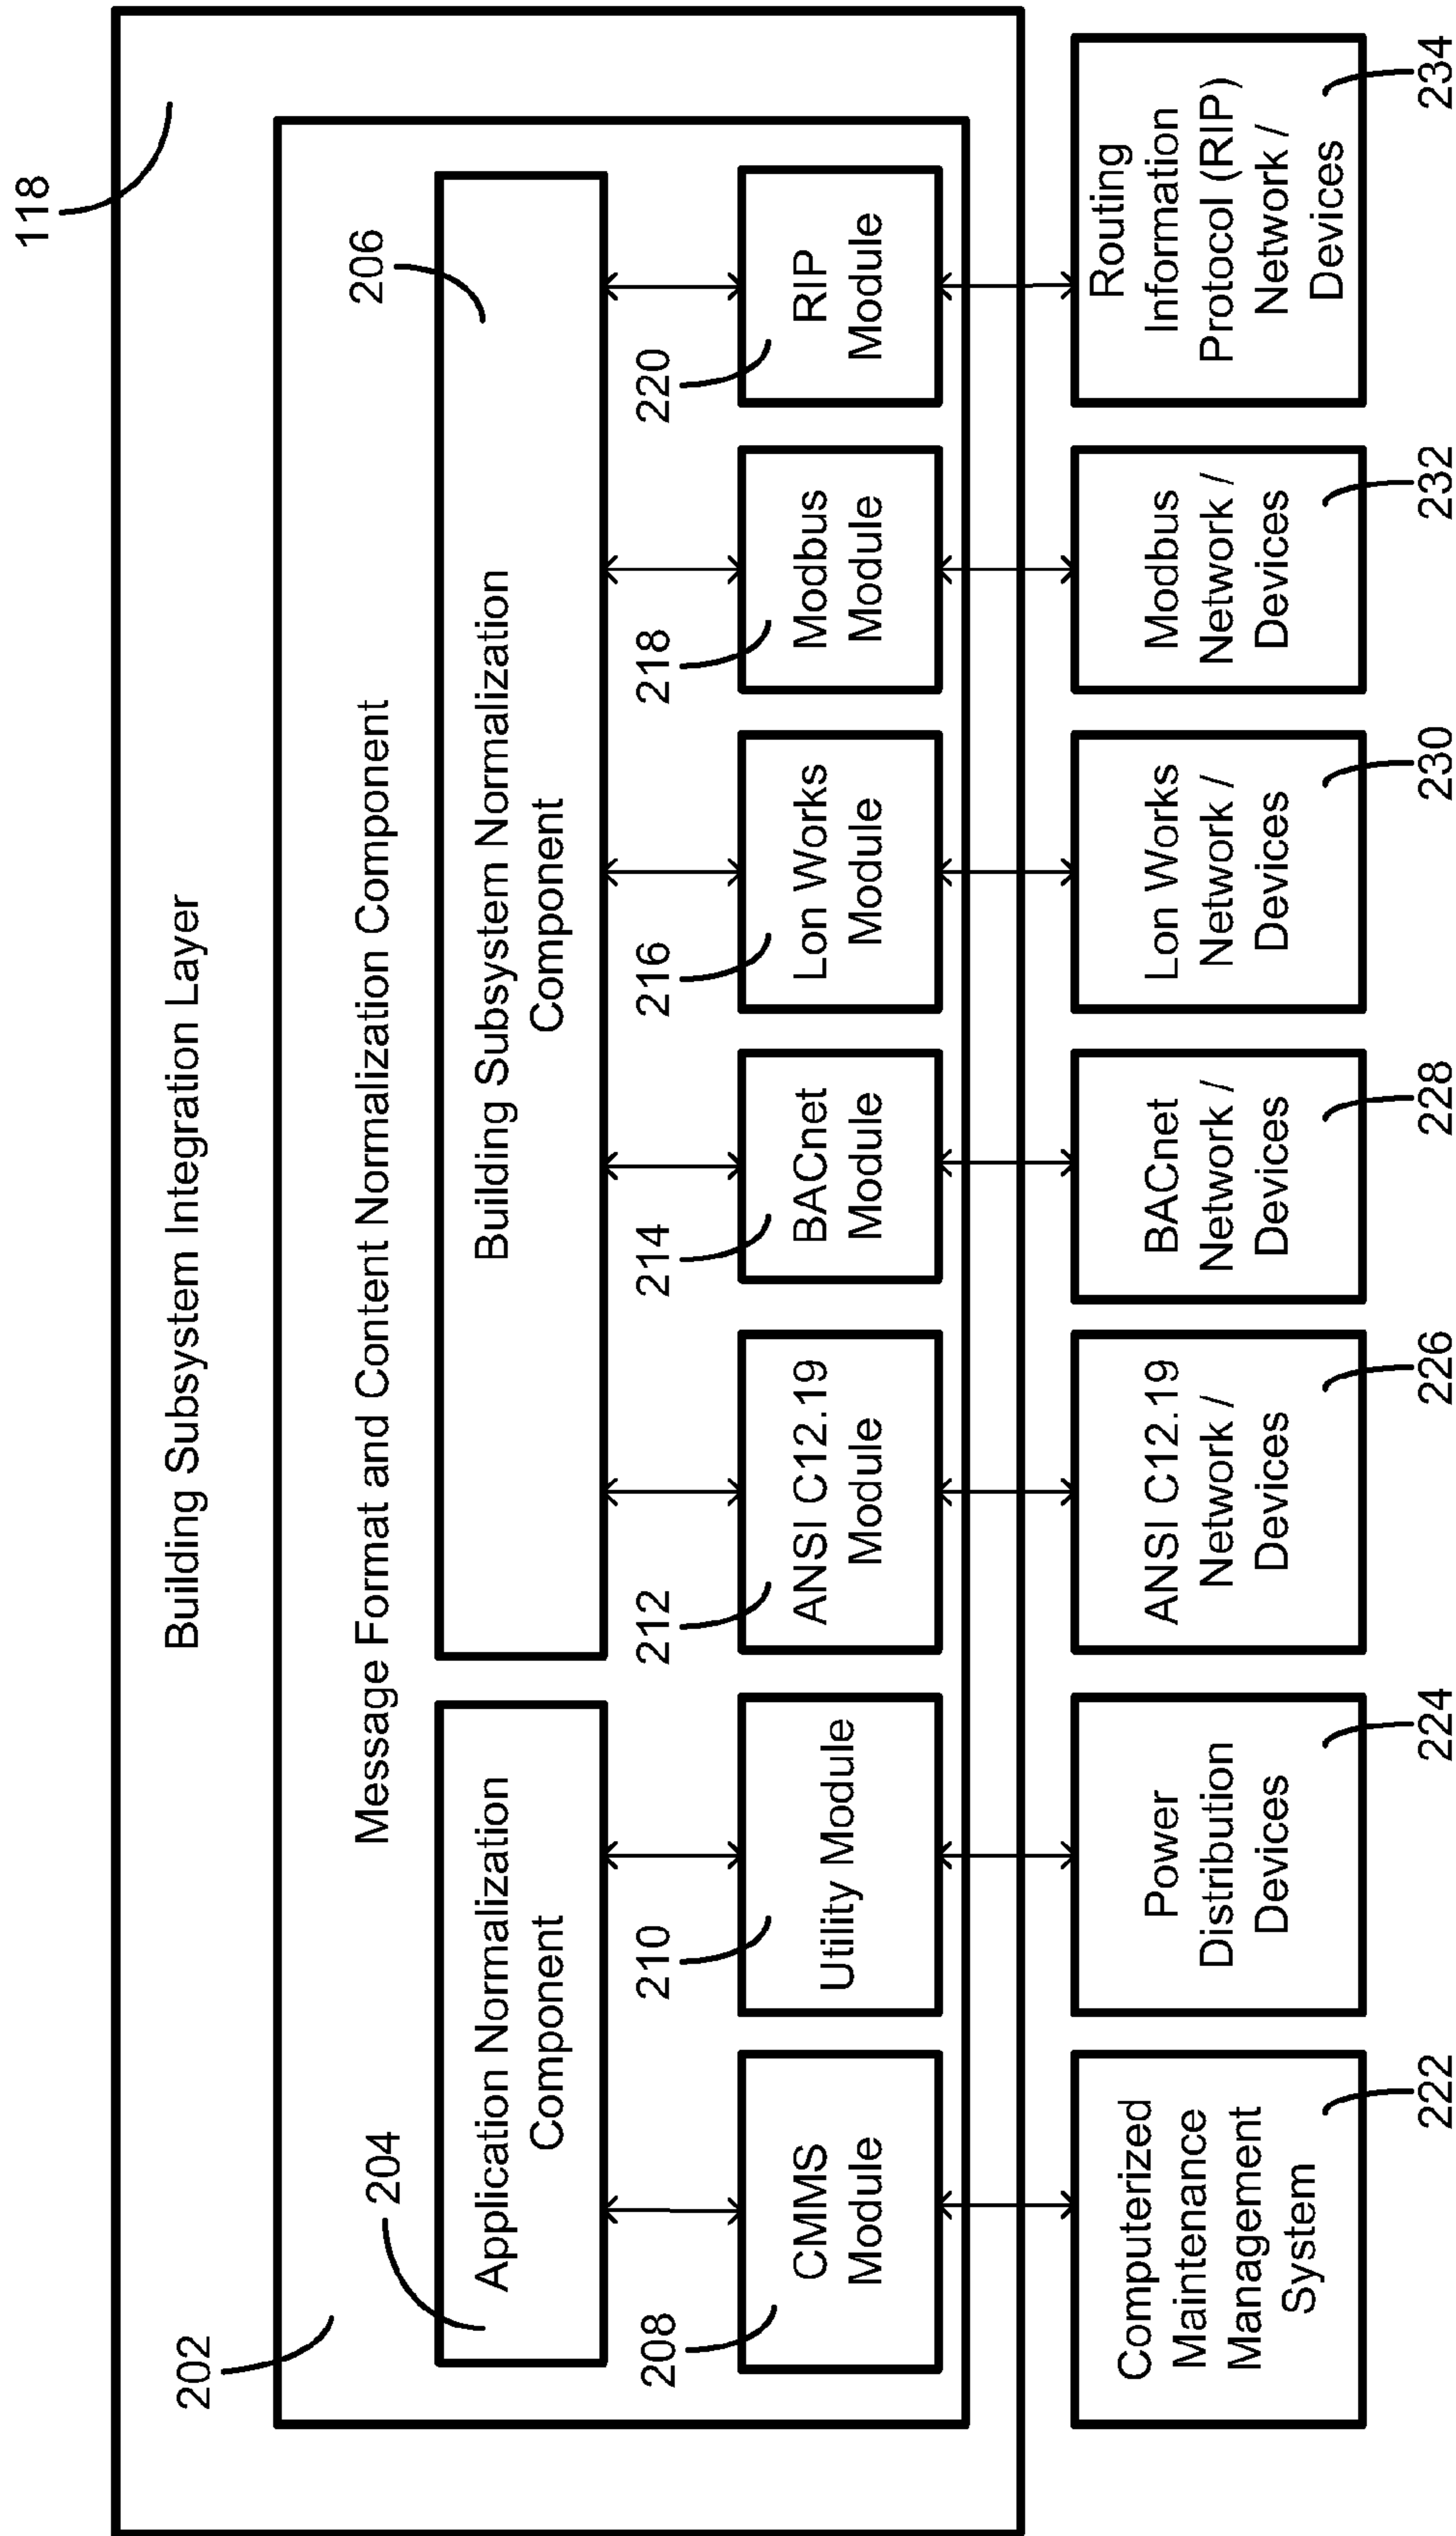 118
Building Subsystem Integration Layer
202
Message Format and Content Normalization Component
204
206
Application Normalization
Component
Building Subsystem Normalization
Component
208
210
212
214
216
218
220
CMMS
Module
Utility Module
ANSI C12.19
Module
BACnet
Module
Lon Works
Module
Modbus
Module
RIP
Module
Computerized
Maintenance
Management
System
Power
Distribution
Devices
ANSI C12.19
Network /
Devices
BACnet
Network /
Devices
Lon Works
Network /
Devices
Modbus
Network /
Devices
Routing
Information
Protocol (RIP)
Network /
Devices
222
224
226
228
230
232
234